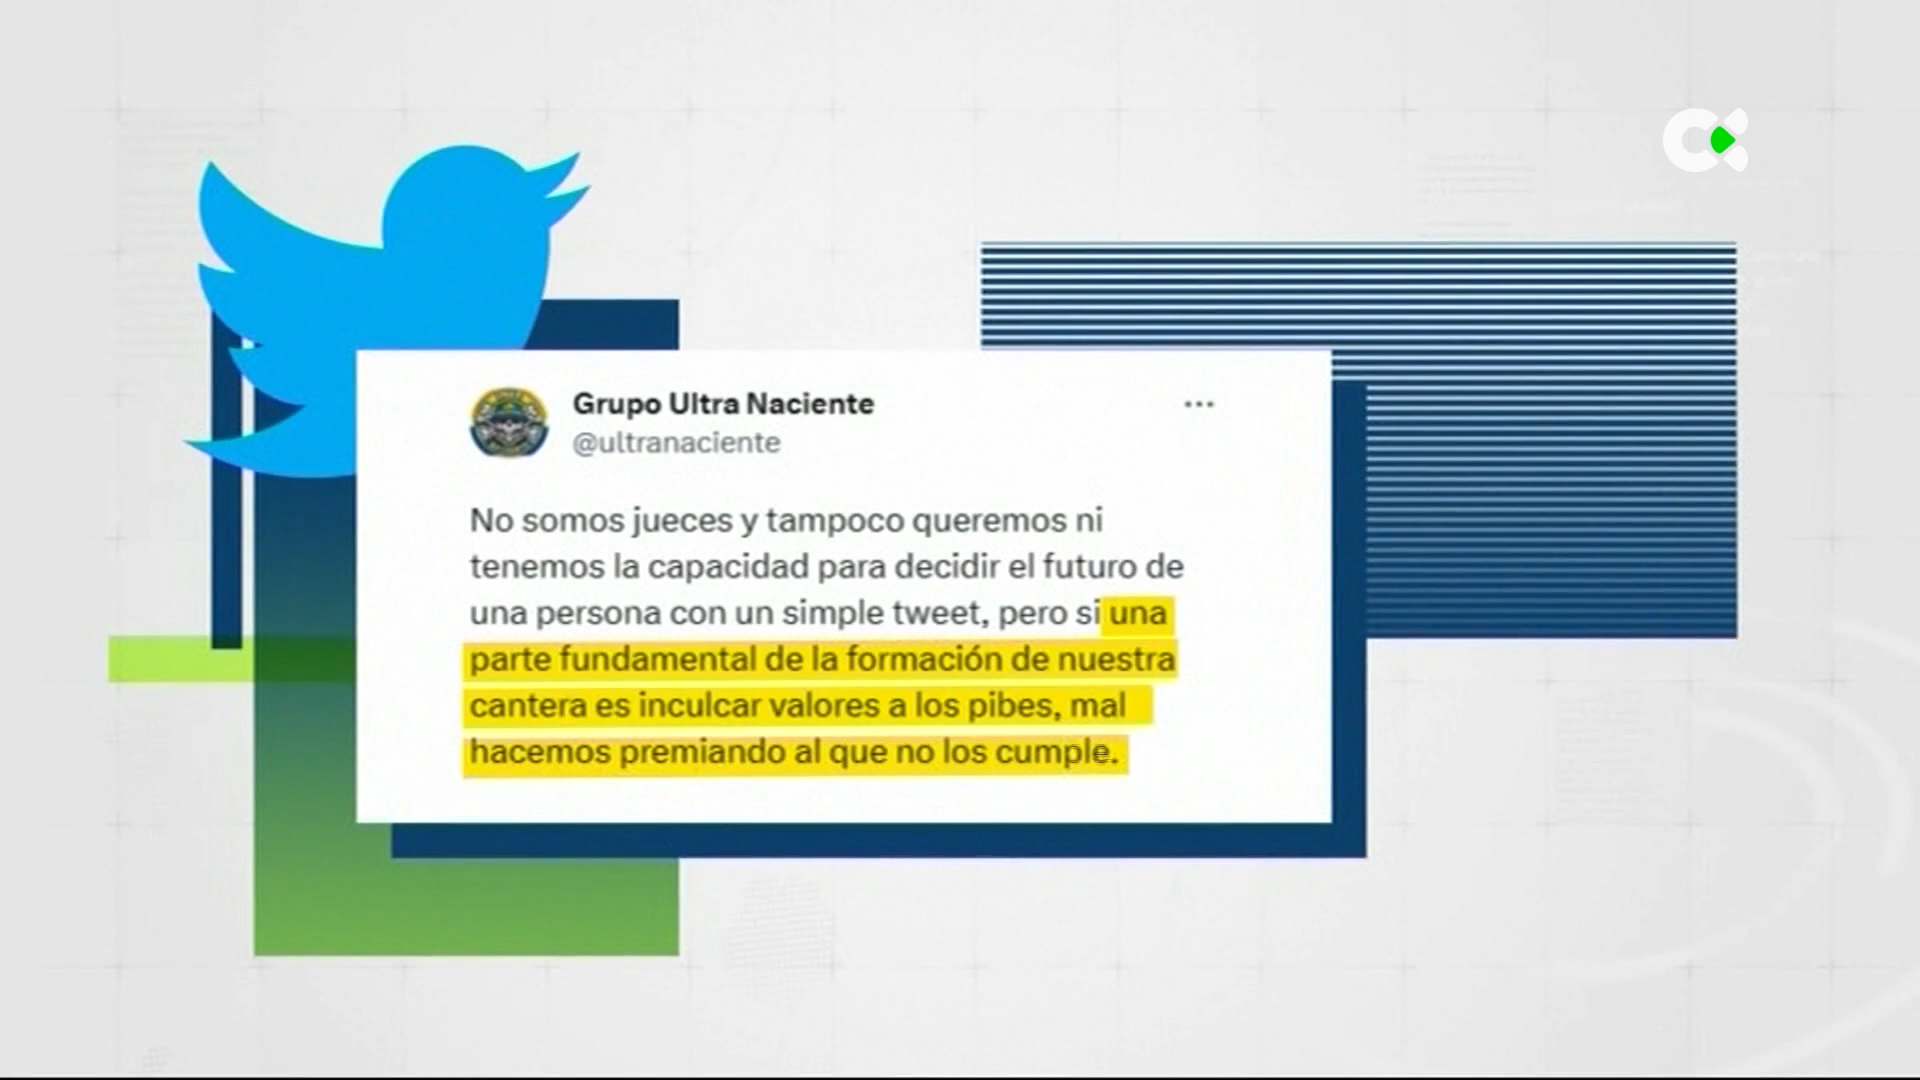 Grupo Ultra Naciente
@ultranaciente
No somos jueces y tampoco queremos ni
tenemos la capacidad para decidir el futuro de
una persona con un simple tweet, pero si una
parte fundamental de la formación de nuestra
cantera es inculcar valores a los pibes, mal
hacemos premiando al que no los cumple.